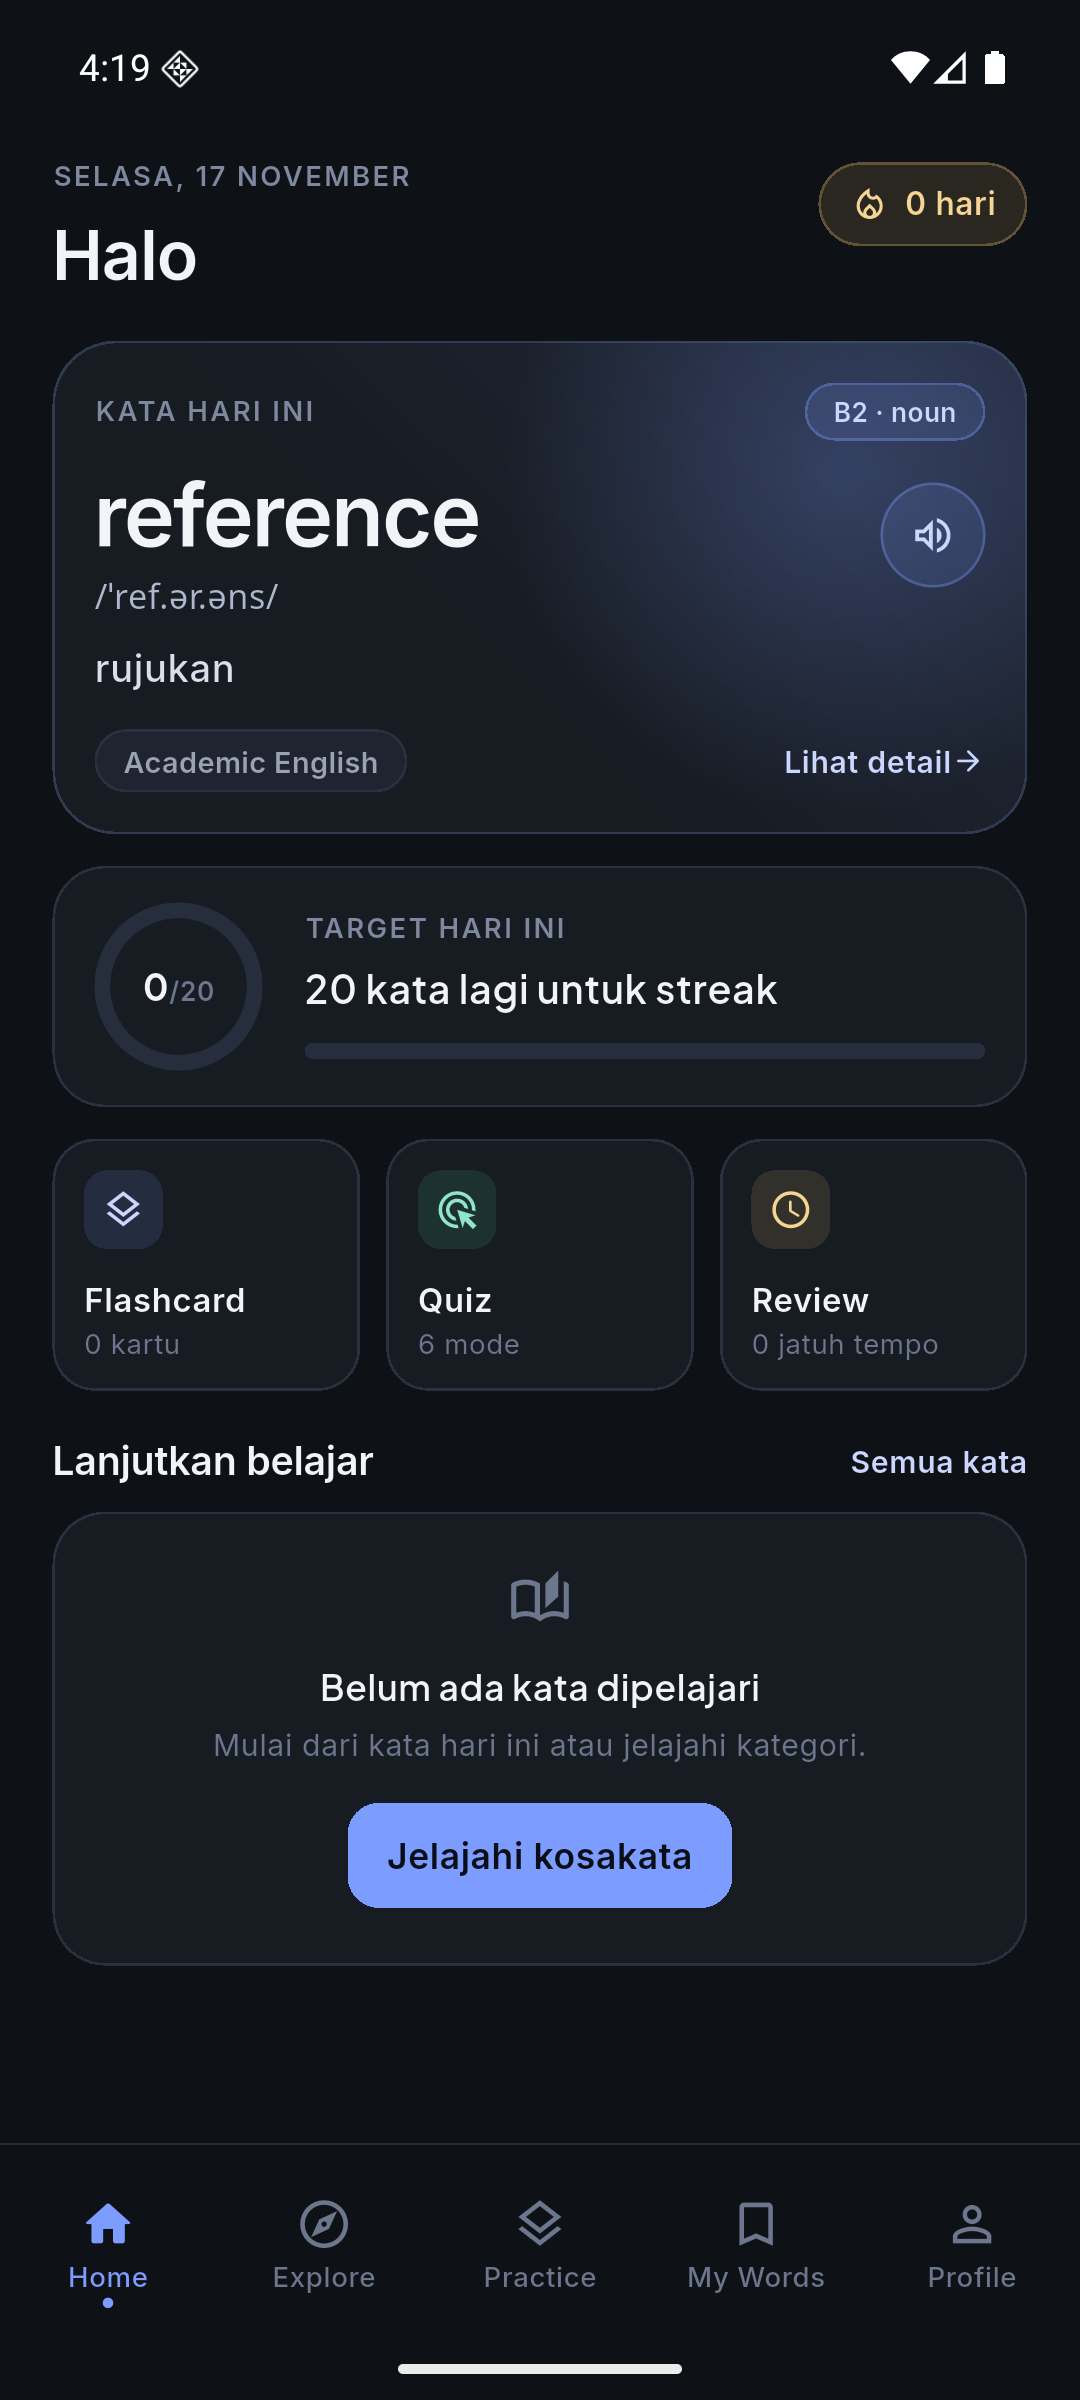 4:19
SELASA, 17 NOVEMBER
Halo
0 hari
KATA HARI INI
B2 · noun
reference
/ˈref.ər.əns/
rujukan
Academic English
Lihat detail
0/20
TARGET HARI INI
20 kata lagi untuk streak
Flashcard
0 kartu
Quiz
6 mode
Review
0 jatuh tempo
Lanjutkan belajar
Semua kata
Belum ada kata dipelajari
Mulai dari kata hari ini atau jelajahi kategori.
Jelajahi kosakata
Home
Explore
Practice
My Words
Profile